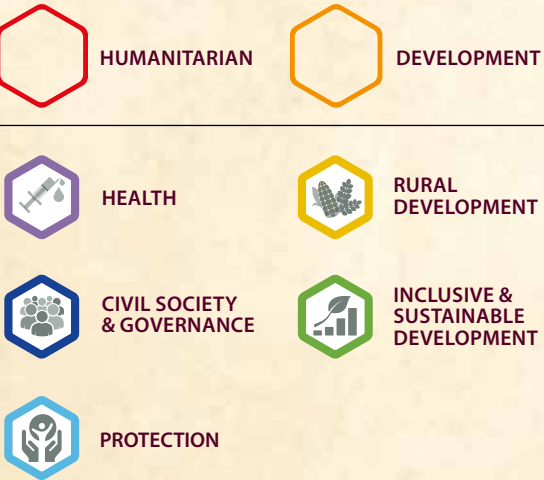 HUMANITARIAN
DEVELOPMENT
HEALTH
RURAL
DEVELOPMENT
CIVIL SOCIETY
& GOVERNANCE
INCLUSIVE &
SUSTAINABLE
DEVELOPMENT
PROTECTION